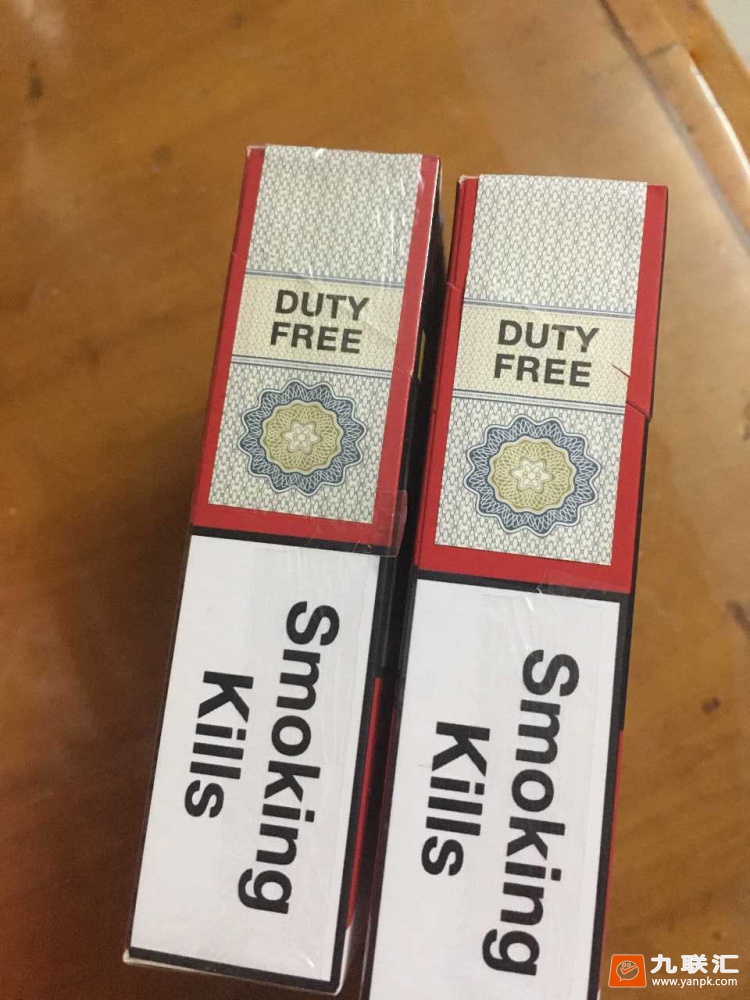 DUTY
FREE
Smoking
Kills
DUTY
FREE
Smoking
Kills
九联汇
www.yanpk.com